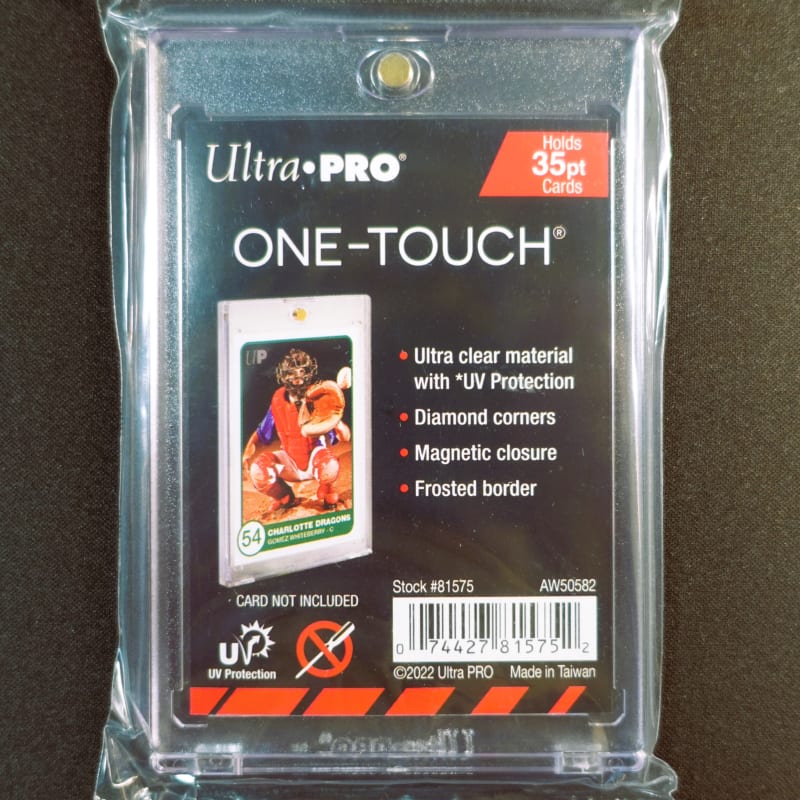 Ultra•PRO®
Holds
35pt
Cards
ONE-TOUCH®
UP
54
CHARLOTTE DRAGONS
GOMEZ WHITEBERRY - C
• Ultra clear material
with *UV Protection
• Diamond corners
• Magnetic closure
• Frosted border
CARD NOT INCLUDED
Stock #81575 AW50582
0 74427 81575 2
UV
UV Protection
©2022 Ultra PRO Made in Taiwan